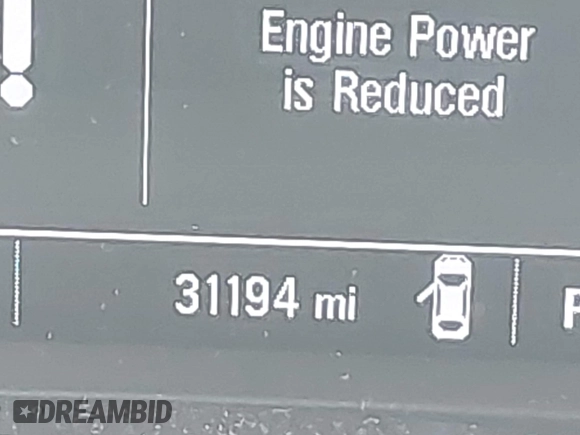 Engine Power
is Reduced
31194 mi
DREAMBID